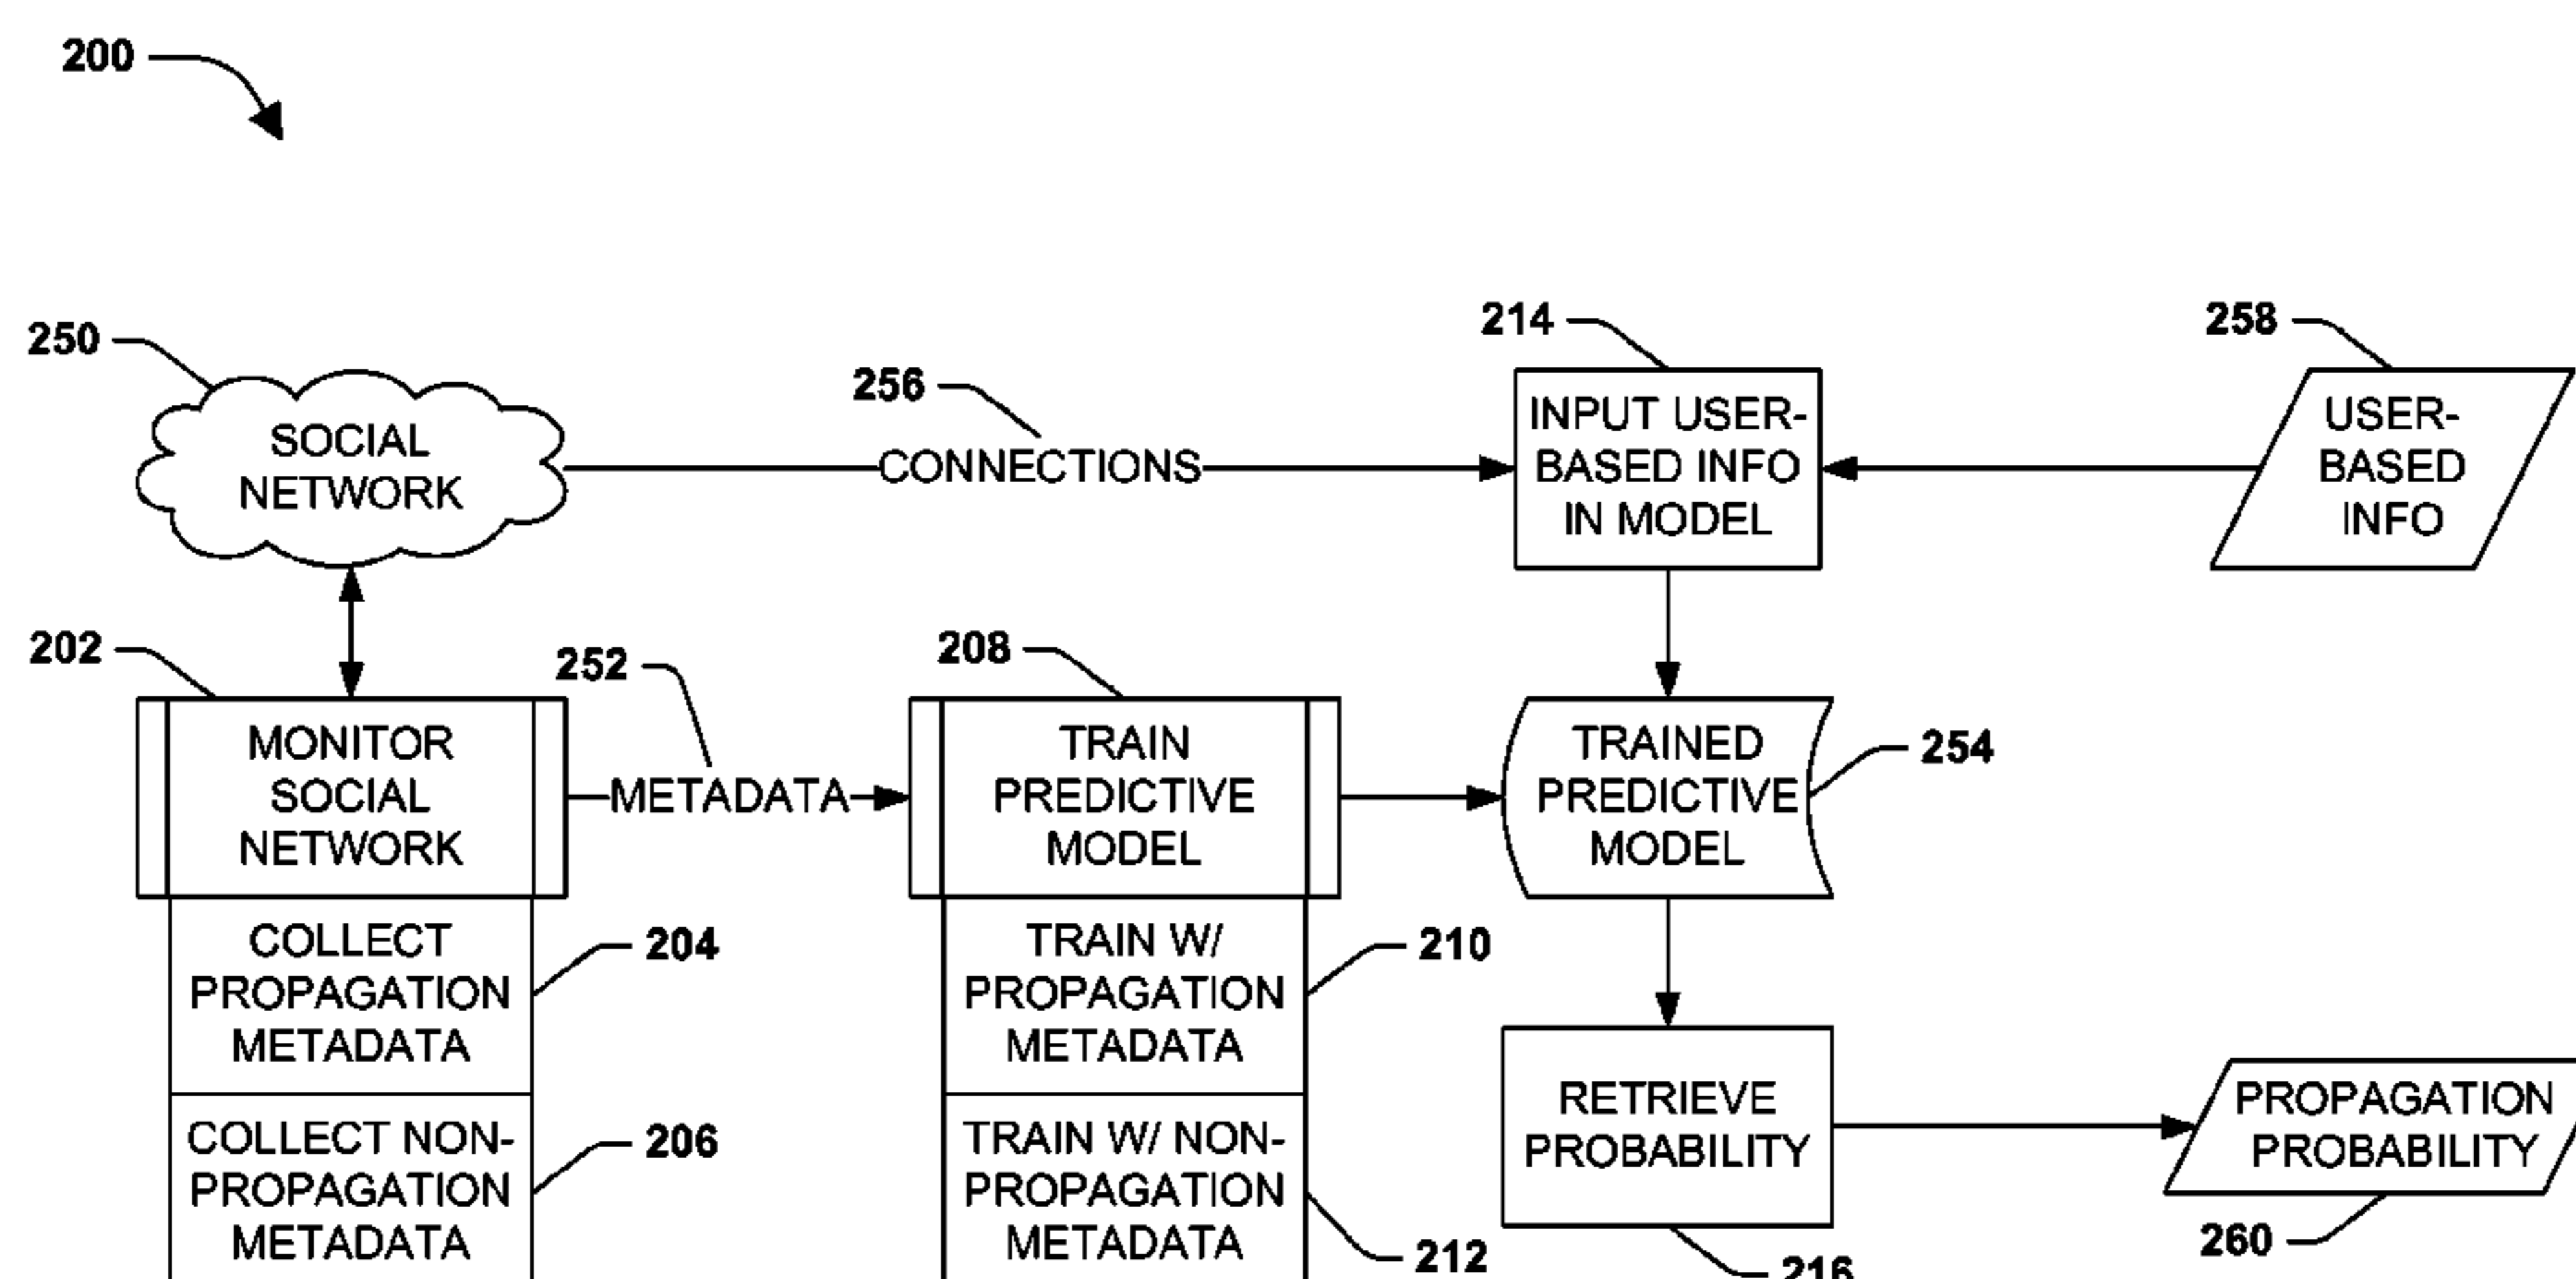 200
250
SOCIAL
NETWORK
256
CONNECTIONS
214
INPUT USER-
BASED INFO
IN MODEL
258
USER-
BASED
INFO
202
MONITOR
SOCIAL
NETWORK
252
METADATA
208
TRAIN
PREDICTIVE
MODEL
TRAINED
PREDICTIVE
MODEL
254
COLLECT
PROPAGATION
METADATA
204
TRAIN W/
PROPAGATION
METADATA
210
COLLECT NON-
PROPAGATION
METADATA
206
TRAIN W/ NON-
PROPAGATION
METADATA
212
RETRIEVE
PROBABILITY
216
PROPAGATION
PROBABILITY
260